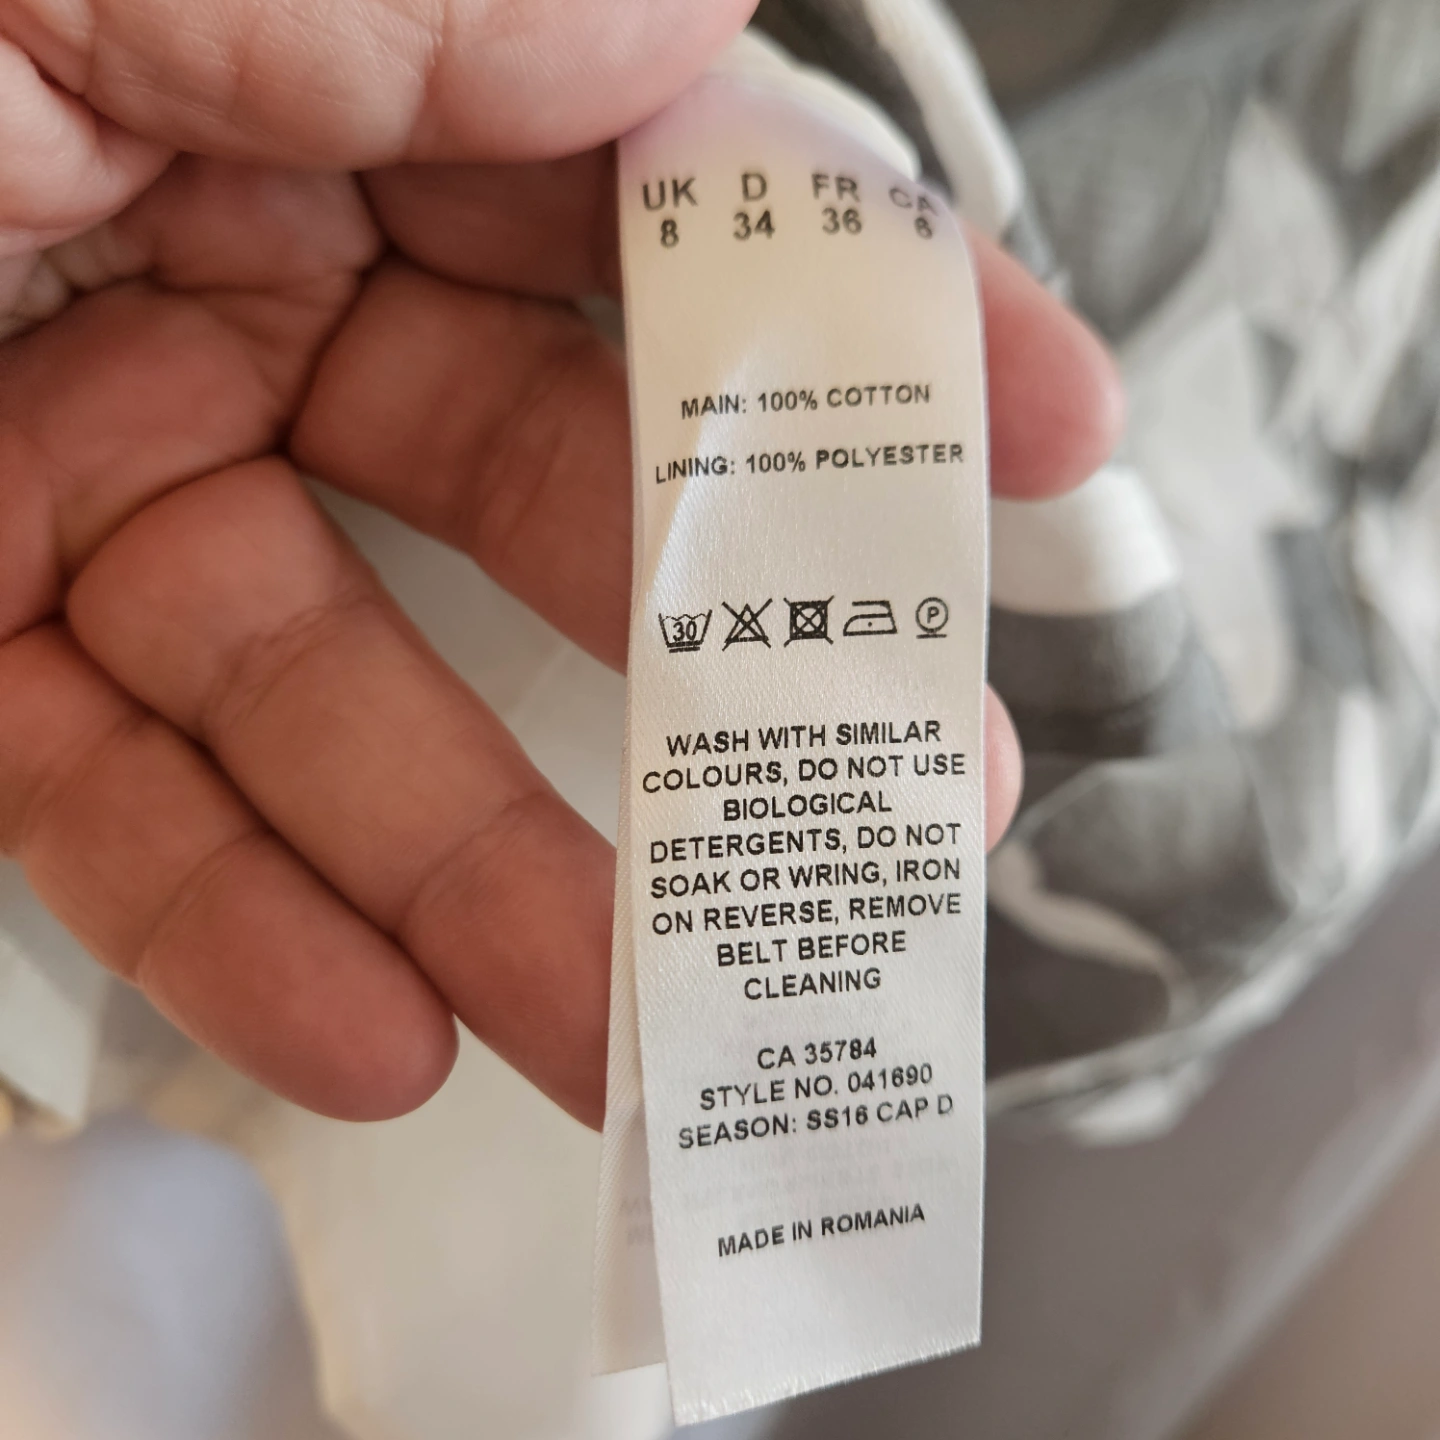 UK D FR CA
8 34 36 6
MAIN: 100% COTTON
LINING: 100% POLYESTER
30 P
WASH WITH SIMILAR
COLOURS, DO NOT USE
BIOLOGICAL
DETERGENTS, DO NOT
SOAK OR WRING, IRON
ON REVERSE, REMOVE
BELT BEFORE
CLEANING
CA 35784
STYLE NO. 041690
SEASON: SS16 CAP D
MADE IN ROMANIA